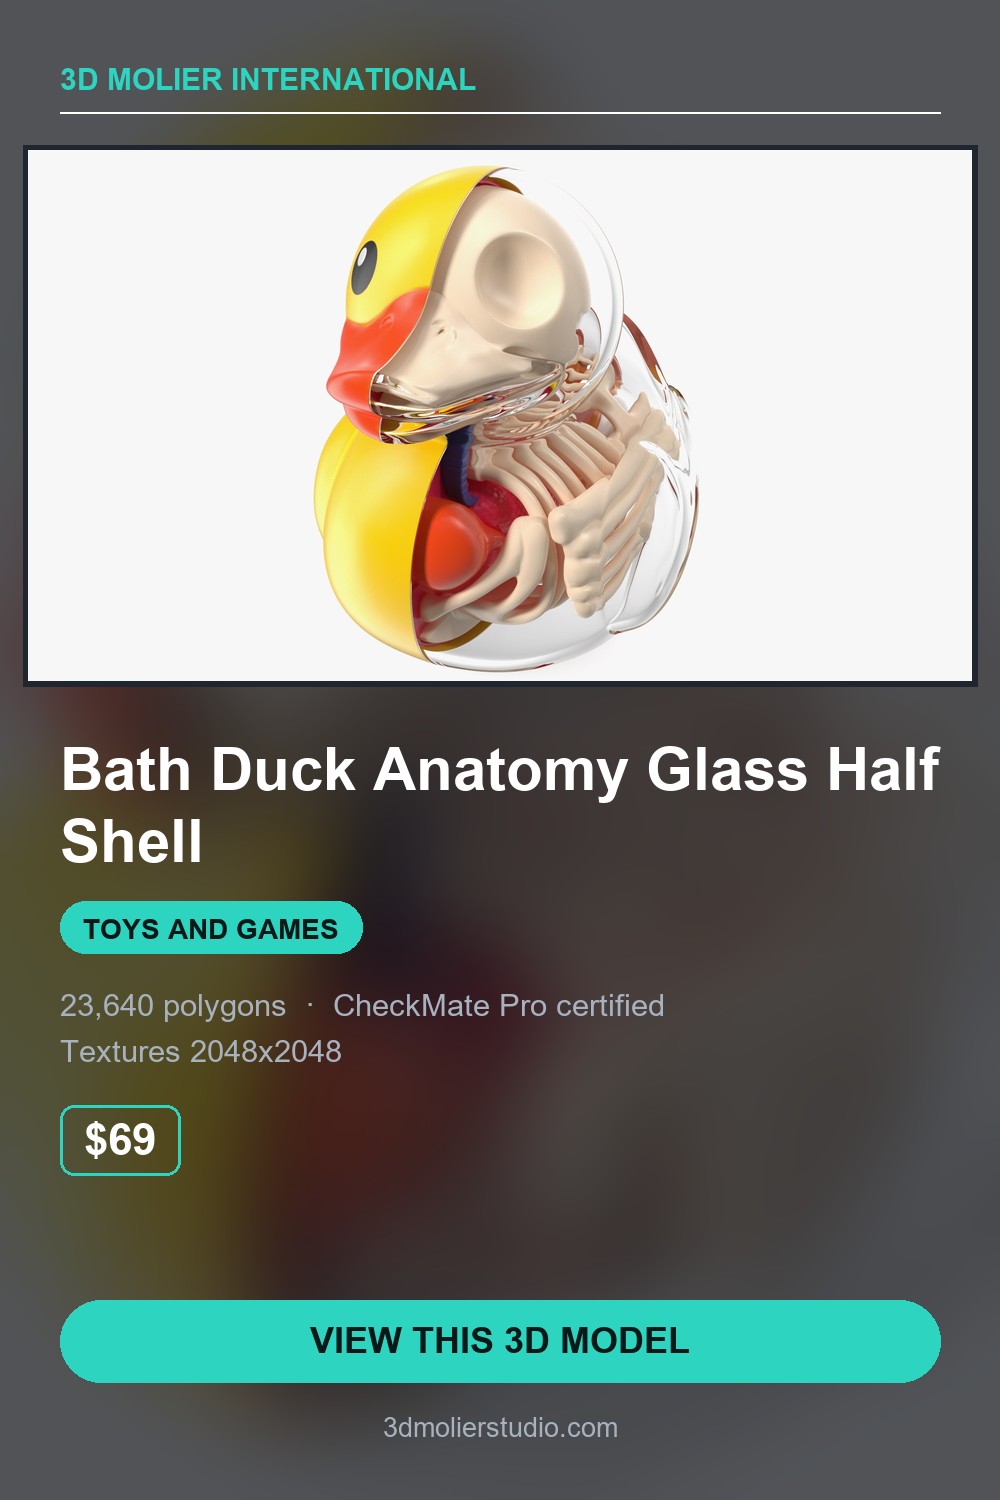 3D MOLIER INTERNATIONAL
Bath Duck Anatomy Glass Half
Shell
TOYS AND GAMES
23,640 polygons · CheckMate Pro certified
Textures 2048x2048
$69
VIEW THIS 3D MODEL
3dmolierstudio.com